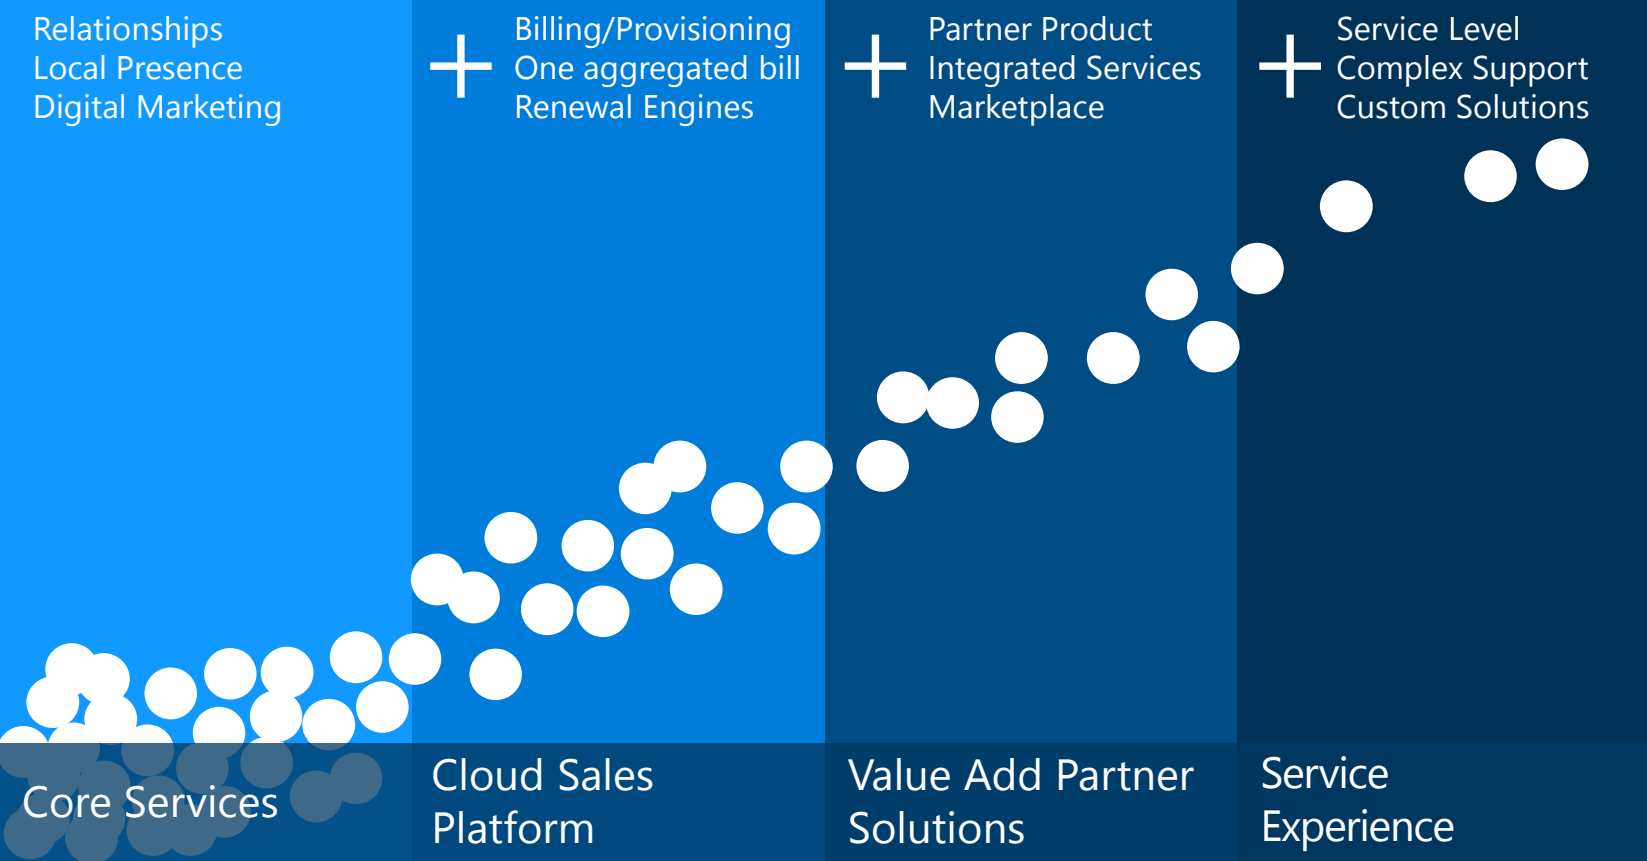 Relationships
Local Presence
Digital Marketing
Billing/Provisioning
One aggregated bill
Renewal Engines
Partner Product
Integrated Services
Marketplace
Service Level
Complex Support
Custom Solutions
Core Services
Cloud Sales
Platform
Value Add Partner
Solutions
Service
Experience